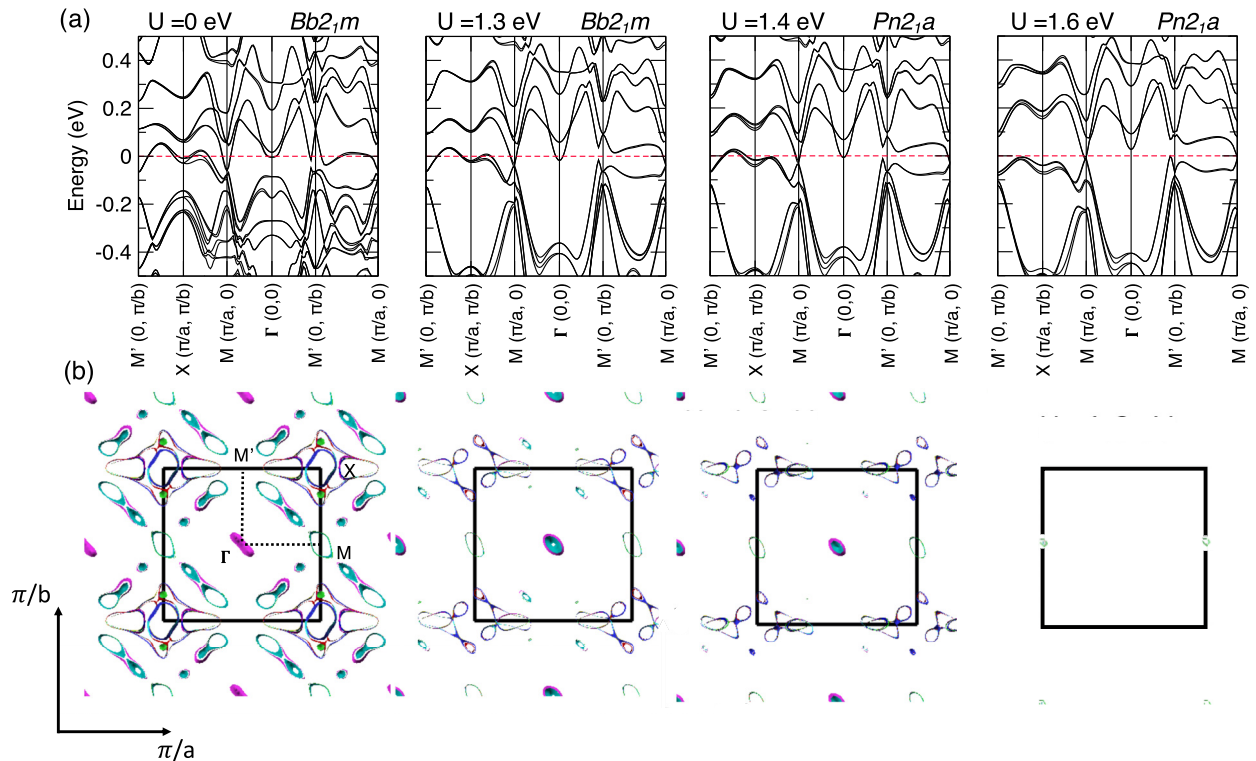 (a) U =0 eV Bb2₁m U =1.3 eV Bb2₁m U =1.4 eV Pn2₁a U =1.6 eV Pn2₁a
Energy (eV)
0.4
0.2
0
-0.2
-0.4
M' (0, π/b) X (π/a, π/b) M (π/a, 0) Γ (0,0) M' (0, π/b) M (π/a, 0)
M' (0, π/b) X (π/a, π/b) M (π/a, 0) Γ (0,0) M' (0, π/b) M (π/a, 0)
M' (0, π/b) X (π/a, π/b) M (π/a, 0) Γ (0,0) M' (0, π/b) M (π/a, 0)
M' (0, π/b) X (π/a, π/b) M (π/a, 0) Γ (0,0) M' (0, π/b) M (π/a, 0)
(b)
M'
X
Γ
M
π/b
π/a